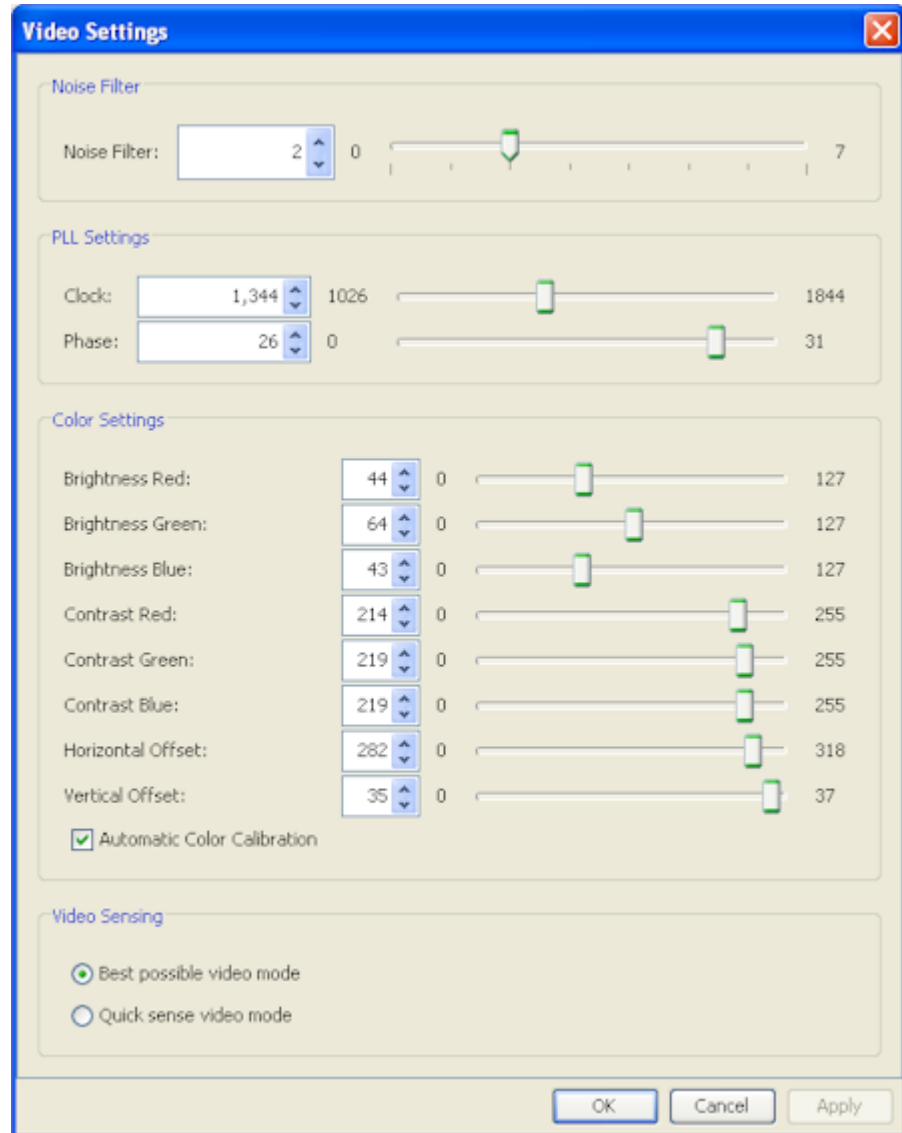 Video Settings
Noise Filter
Noise Filter: 2 0 7
PLL Settings
Clock: 1,344 1026 1844
Phase: 26 0 31
Color Settings
Brightness Red: 44 0 127
Brightness Green: 64 0 127
Brightness Blue: 43 0 127
Contrast Red: 214 0 255
Contrast Green: 219 0 255
Contrast Blue: 219 0 255
Horizontal Offset: 282 0 318
Vertical Offset: 35 0 37
Automatic Color Calibration
Video Sensing
Best possible video mode
Quick sense video mode
OK Cancel Apply